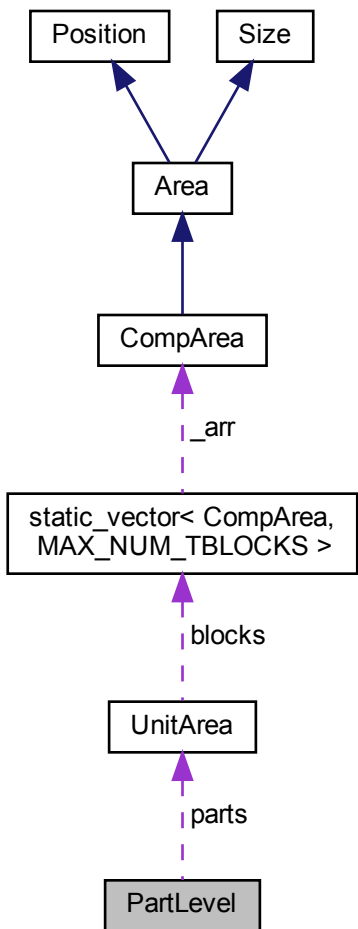 Position
Size
Area
CompArea
_arr
static_vector< CompArea,
MAX_NUM_TBLOCKS >
blocks
UnitArea
parts
PartLevel